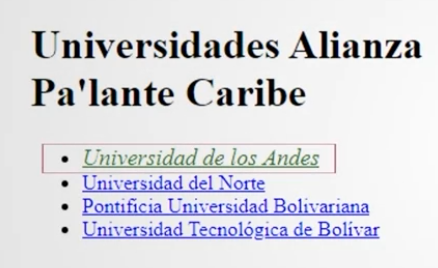 Universidades Alianza
Pa'lante Caribe
Universidad de los Andes
Universidad del Norte
Pontificia Universidad Bolivariana
Universidad Tecnológica de Bolívar